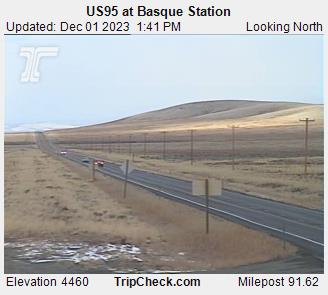 US95 at Basque Station
Updated: Dec 01 2023 1:41 PM Looking North
Elevation 4460 TripCheck.com Milepost 91.62